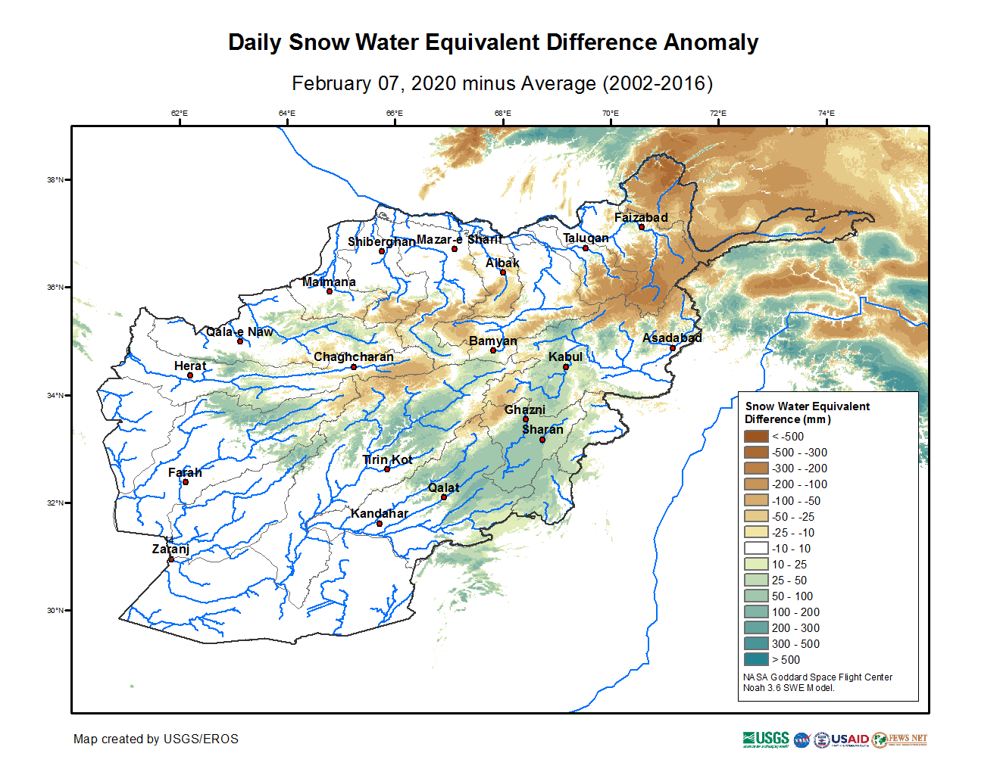 Daily Snow Water Equivalent Difference Anomaly
February 07, 2020 minus Average (2002-2016)
62°E 64°E 66°E 68°E 70°E 72°E 74°E
38°N
36°N
34°N
32°N
30°N
Faizabad
Shiberghan Mazar-e Sharif Taluqan
Aibak
Maimana
Qala-e Naw
Asadabad
Bamyan
Chaghcharan
Kabul
Herat
Ghazni
Sharan
Tirin Kot
Farah
Qalat
Kandahar
Zaranj
Snow Water Equivalent
Difference (mm)
< -500
-500 - -300
-300 - -200
-200 - -100
-100 - -50
-50 - -25
-25 - -10
-10 - 10
10 - 25
25 - 50
50 - 100
100 - 200
200 - 300
300 - 500
> 500
NASA Goddard Space Flight Center
Noah 3.6 SWE Model.
Map created by USGS/EROS
USGS NASA USAID FEWS NET